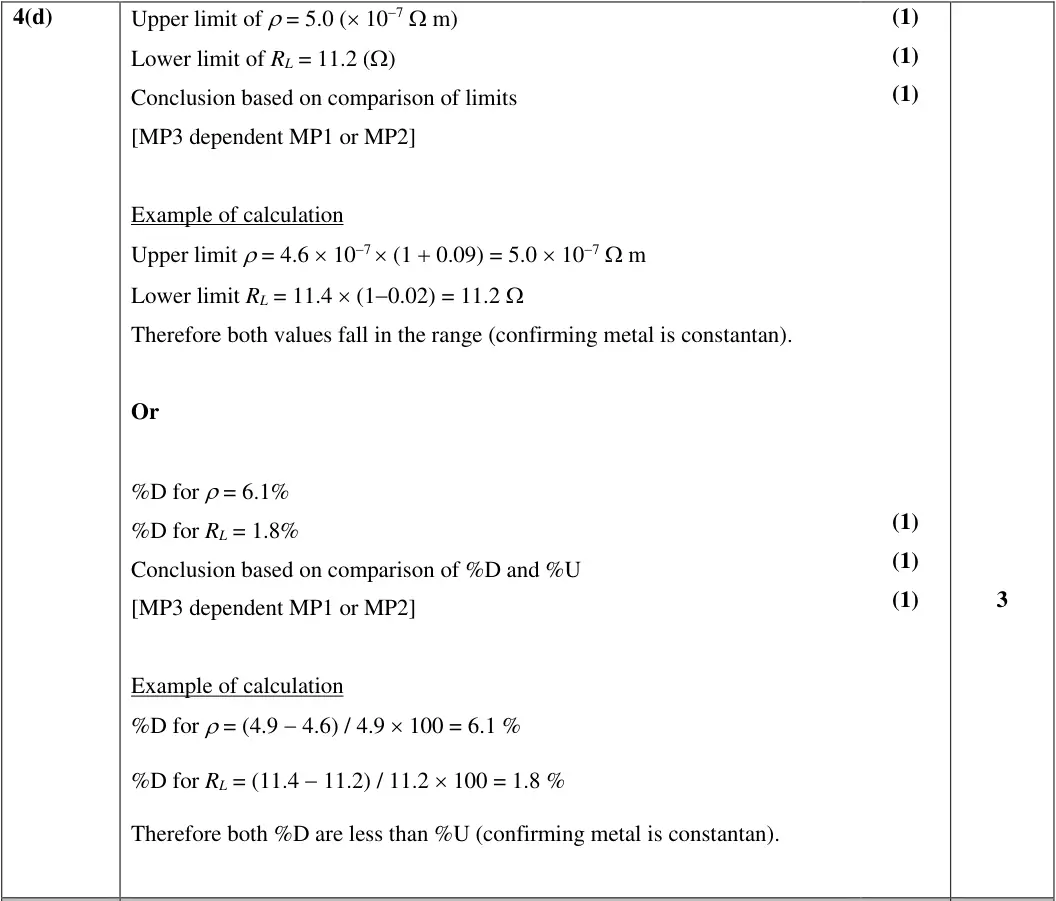 4(d) Upper limit of ρ = 5.0 (× 10⁻⁷ Ω m) (1)
Lower limit of R_L = 11.2 (Ω) (1)
Conclusion based on comparison of limits (1)
[MP3 dependent MP1 or MP2]
Example of calculation
Upper limit ρ = 4.6 × 10⁻⁷ × (1 + 0.09) = 5.0 × 10⁻⁷ Ω m
Lower limit R_L = 11.4 × (1–0.02) = 11.2 Ω
Therefore both values fall in the range (confirming metal is constantan).
Or
%D for ρ = 6.1%
%D for R_L = 1.8% (1)
Conclusion based on comparison of %D and %U (1)
[MP3 dependent MP1 or MP2] (1) 3
Example of calculation
%D for ρ = (4.9 – 4.6) / 4.9 × 100 = 6.1 %
%D for R_L = (11.4 – 11.2) / 11.2 × 100 = 1.8 %
Therefore both %D are less than %U (confirming metal is constantan).